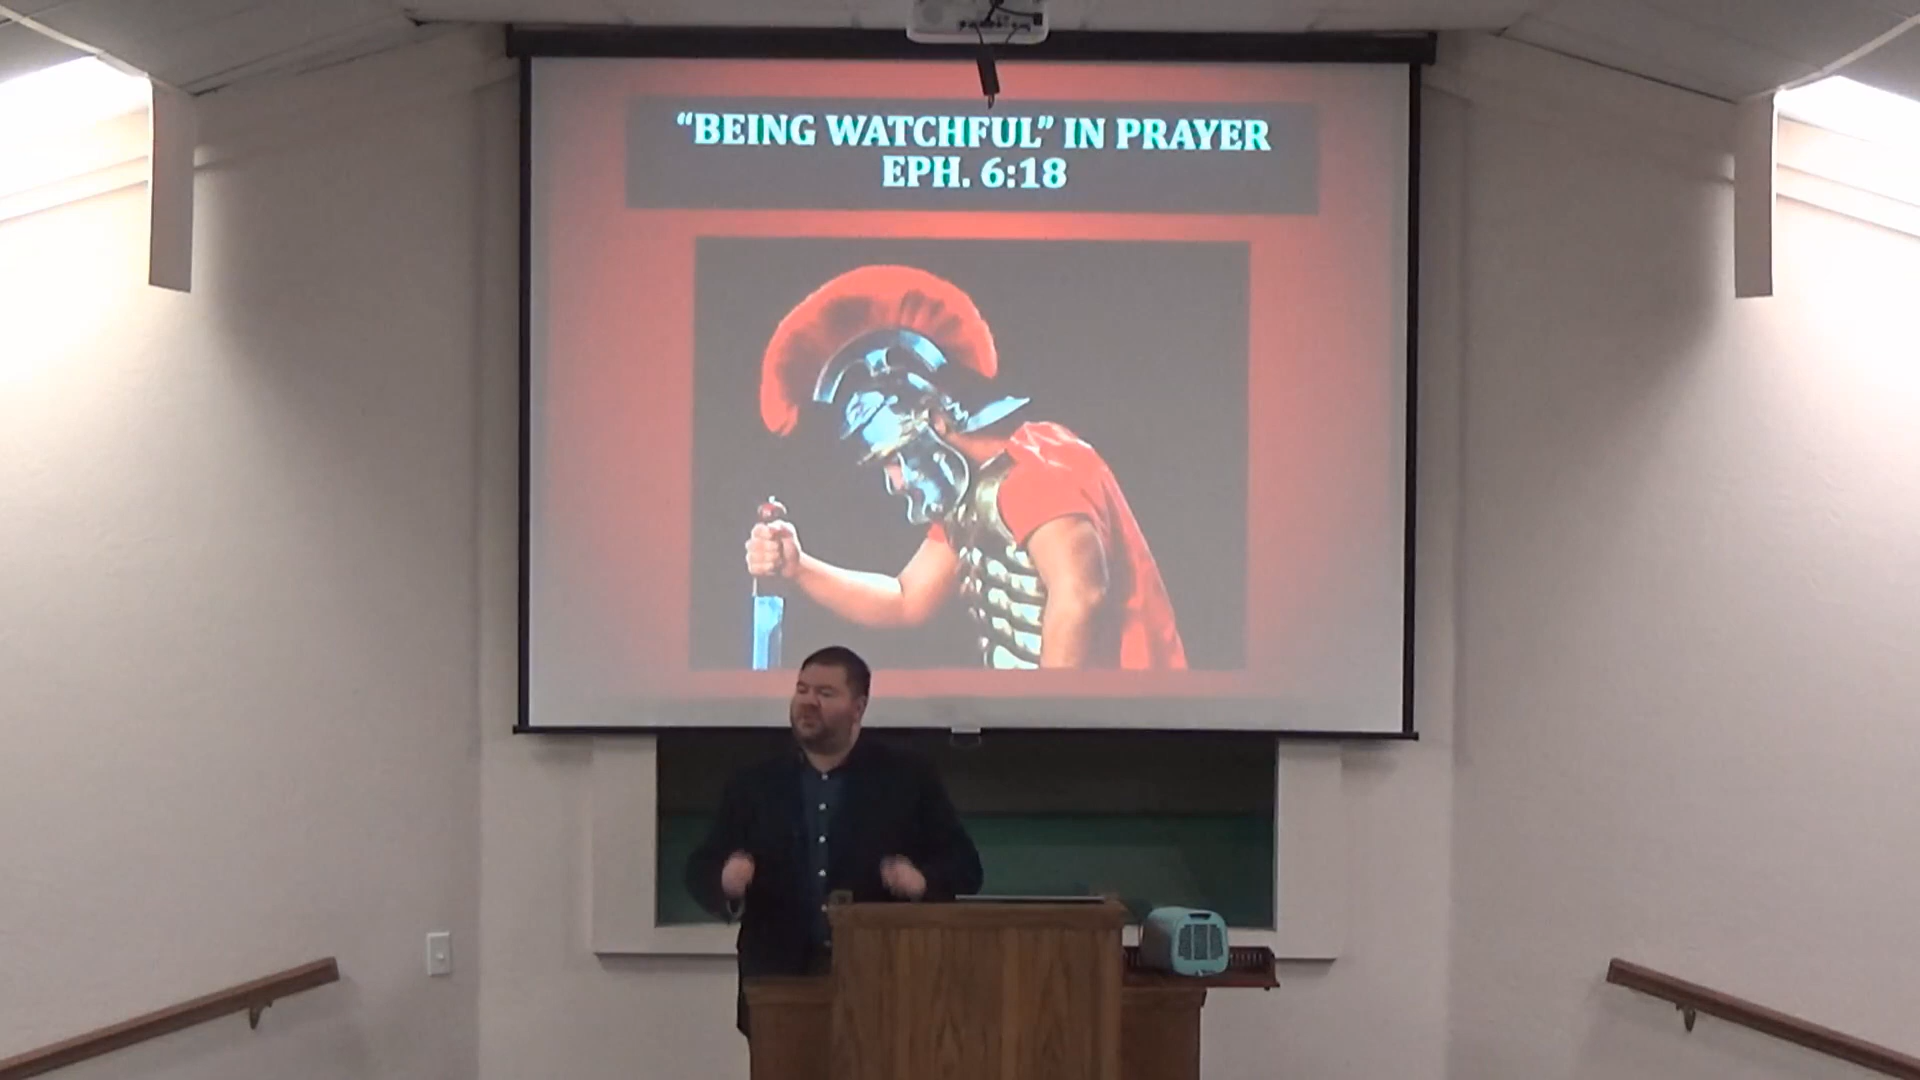 “BEING WATCHFUL” IN PRAYER
EPH. 6:18